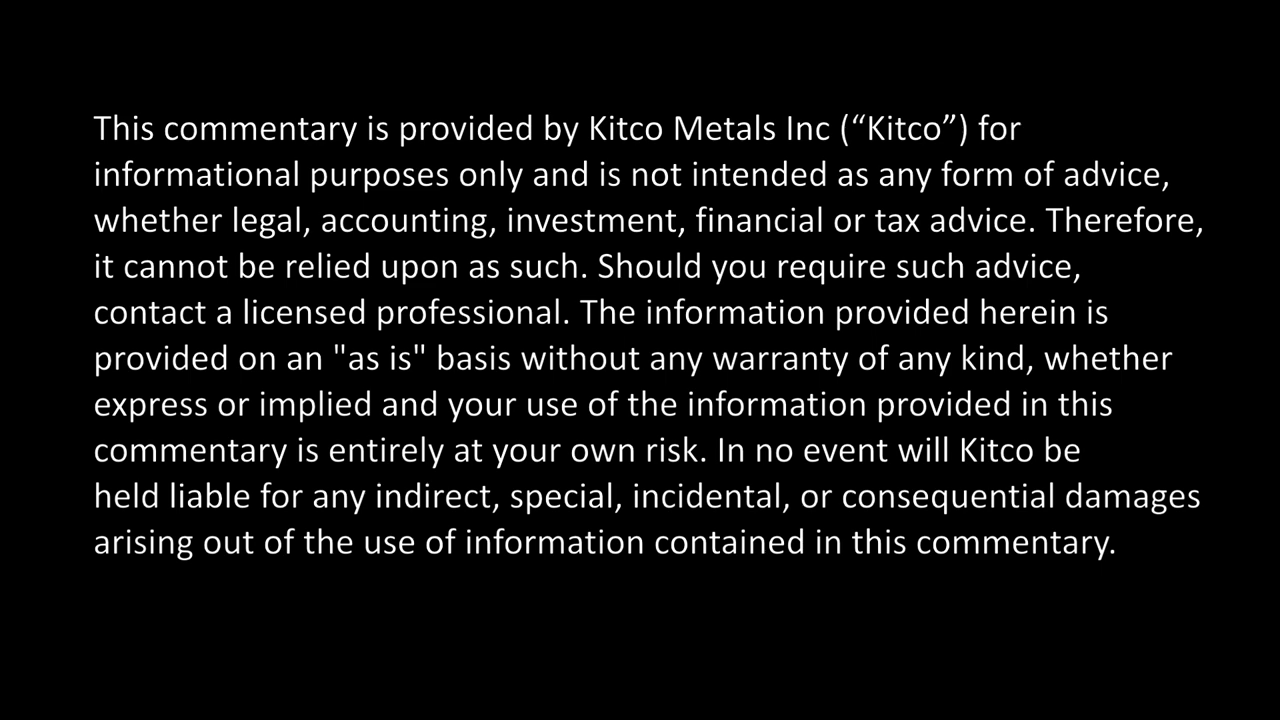 This commentary is provided by Kitco Metals Inc (“Kitco”) for
informational purposes only and is not intended as any form of advice,
whether legal, accounting, investment, financial or tax advice. Therefore,
it cannot be relied upon as such. Should you require such advice,
contact a licensed professional. The information provided herein is
provided on an "as is" basis without any warranty of any kind, whether
express or implied and your use of the information provided in this
commentary is entirely at your own risk. In no event will Kitco be
held liable for any indirect, special, incidental, or consequential damages
arising out of the use of information contained in this commentary.